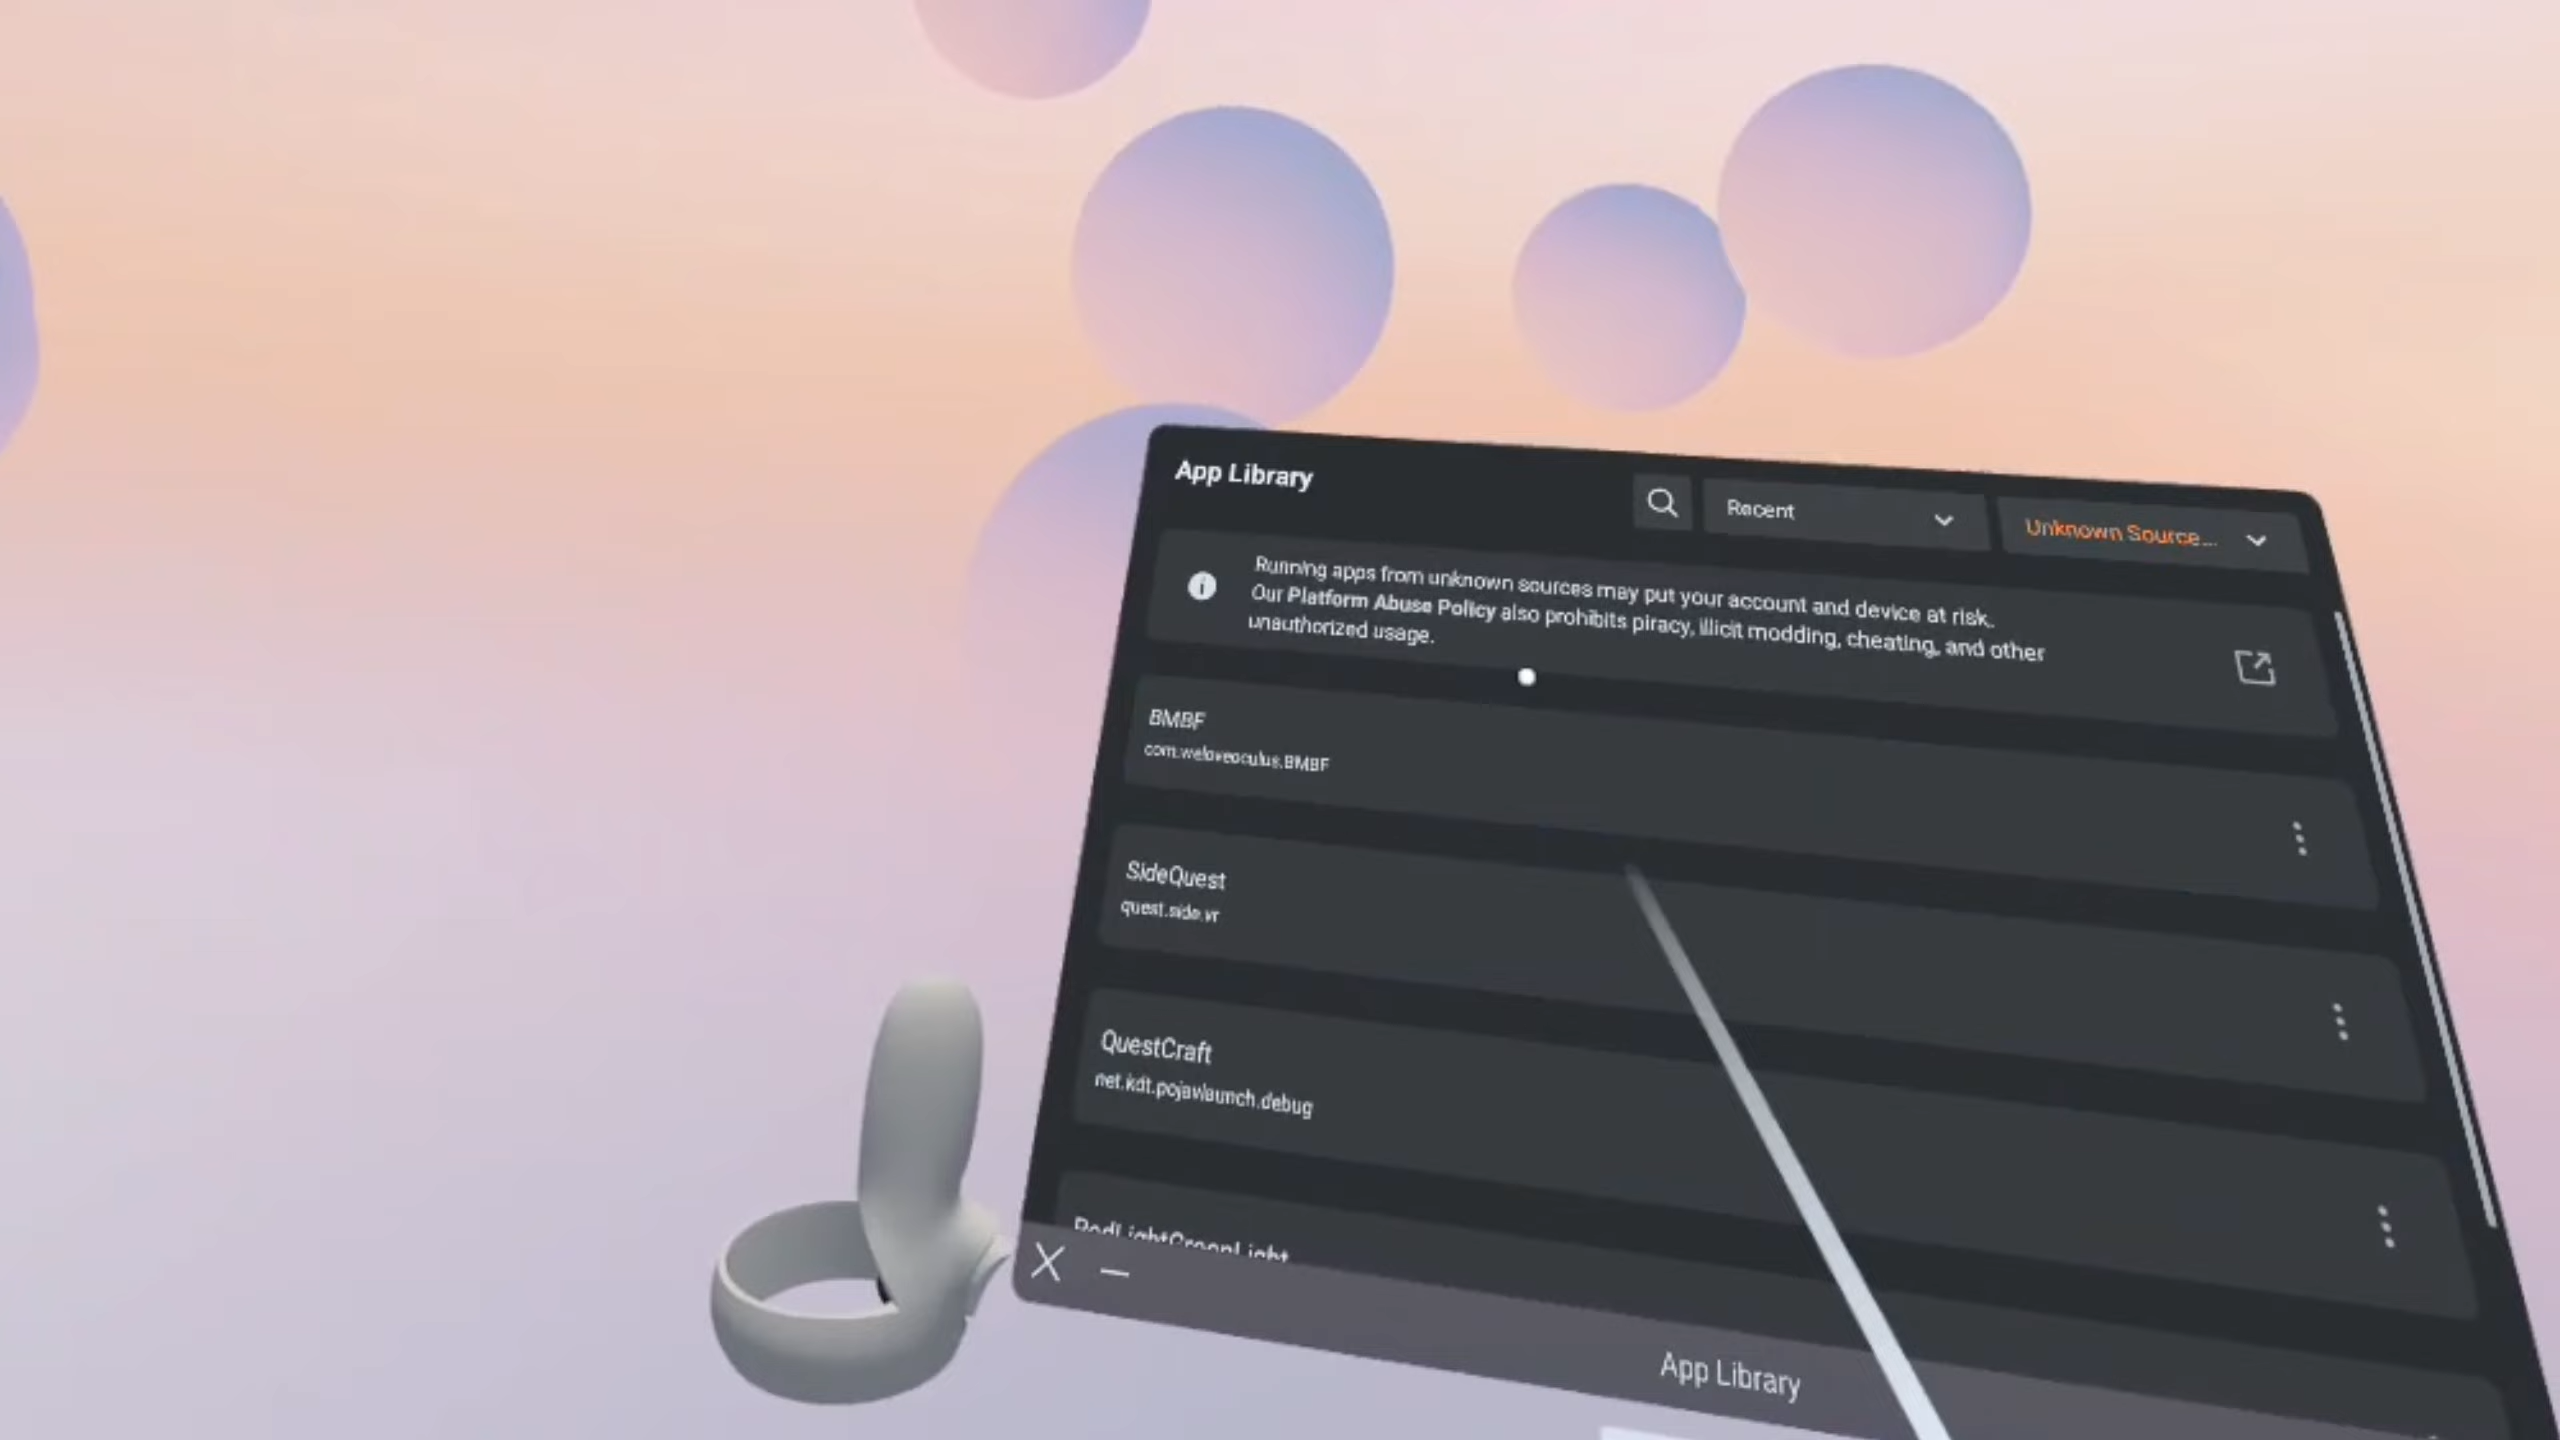 App Library
Recent
Unknown Source...
Running apps from unknown sources may put your account and device at risk.
Our Platform Abuse Policy also prohibits piracy, illicit modding, cheating, and other
unauthorized usage.
BMBF
com.weloveoculus.BMBF
SideQuest
quest.side.vr
QuestCraft
net.kdt.pojavlaunch.debug
RedLightGreenLight
App Library